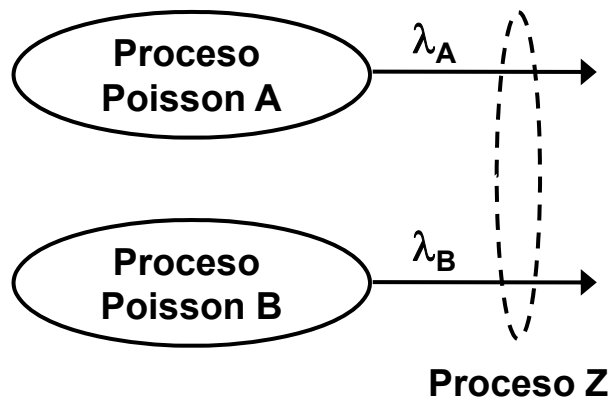 Proceso
Poisson A
λA
Proceso
Poisson B
λB
Proceso Z